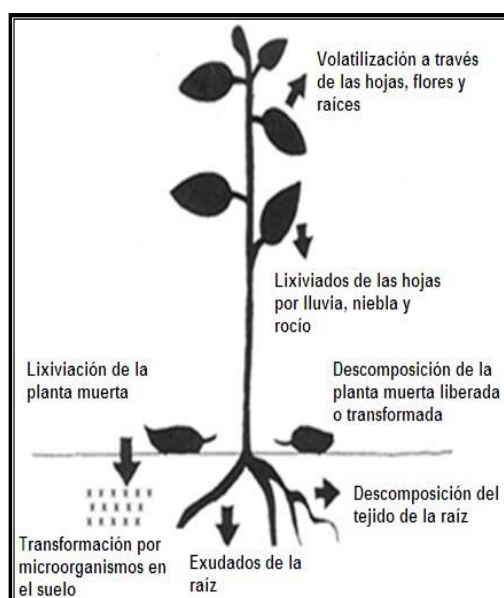 Volatilización a través
de las hojas, flores y
raíces
Lixiviados de las hojas
por lluvia, niebla y
rocío
Lixiviación de la
planta muerta
Descomposición de la
planta muerta liberada
o transformada
Descomposición del
tejido de la raíz
Transformación por
microorganismos en
el suelo
Exudados de la
raíz